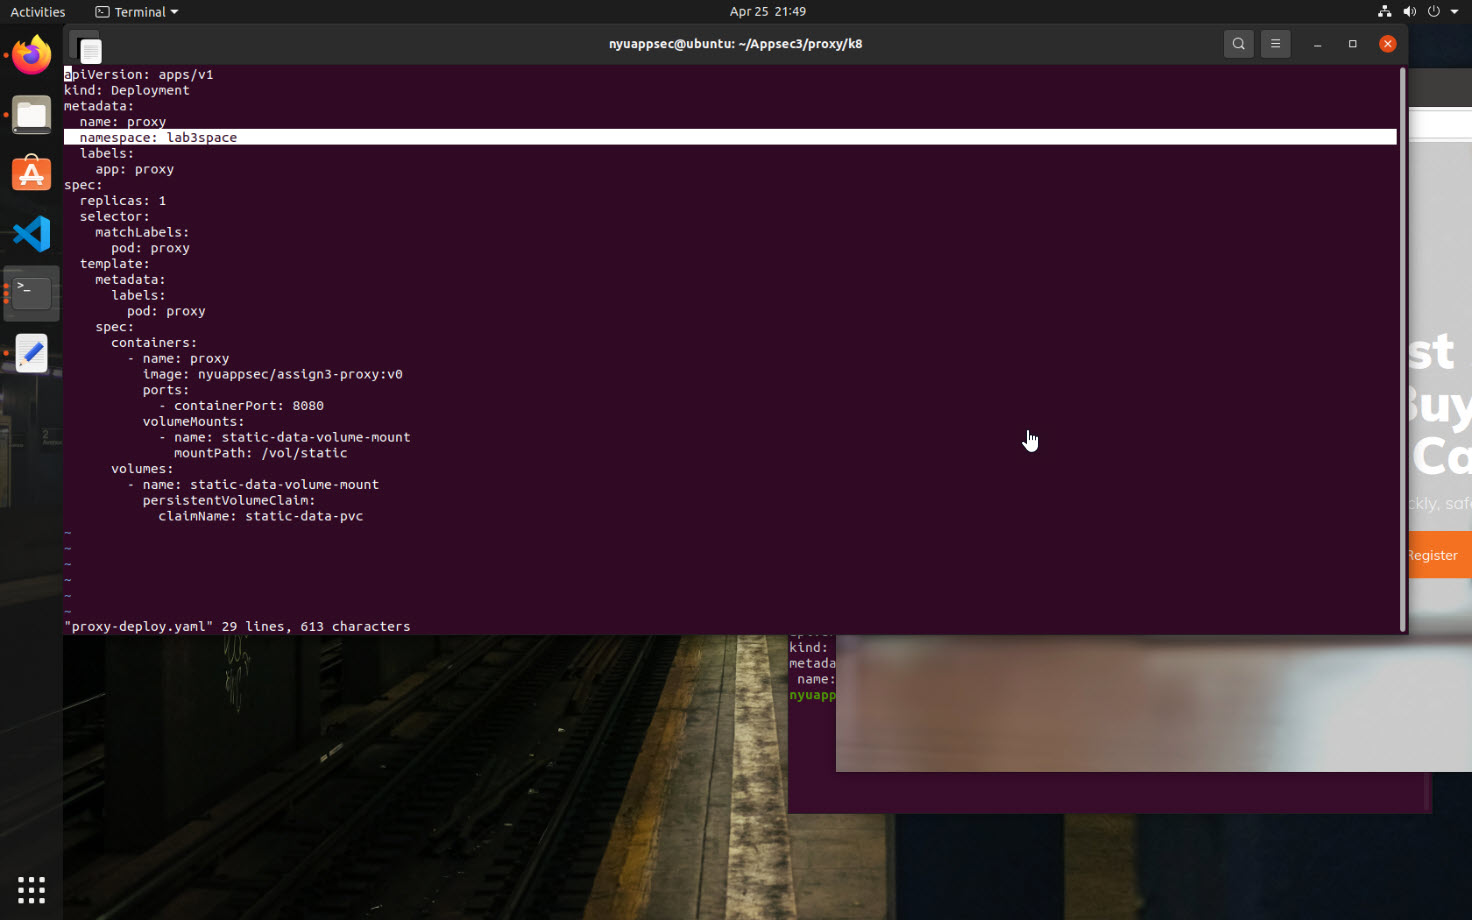 Activities
Terminal
Apr 25 21:49
nyuappsec@ubuntu: ~/Appsec3/proxy/k8
apiVersion: apps/v1
kind: Deployment
metadata:
  name: proxy
  namespace: lab3space
  labels:
    app: proxy
spec:
  replicas: 1
  selector:
    matchLabels:
      pod: proxy
  template:
    metadata:
      labels:
        pod: proxy
    spec:
      containers:
        - name: proxy
          image: nyuappsec/assign3-proxy:v0
          ports:
            - containerPort: 8080
          volumeMounts:
            - name: static-data-volume-mount
              mountPath: /vol/static
      volumes:
        - name: static-data-volume-mount
          persistentVolumeClaim:
            claimName: static-data-pvc
~
~
~
~
~
~
"proxy-deploy.yaml" 29 lines, 613 characters
st
Buy
Ca
ckly, safe
Register
kind:
metada
name:
nyuapp